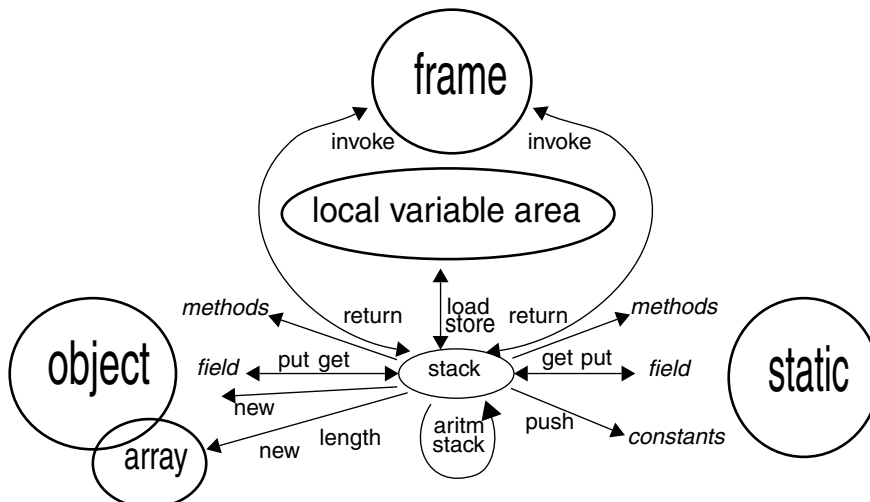 frame
invoke
invoke
local variable area
methods
return
load
store
return
methods
object
field
put get
stack
get put
field
static
new
aritm
stack
push
constants
array
new
length